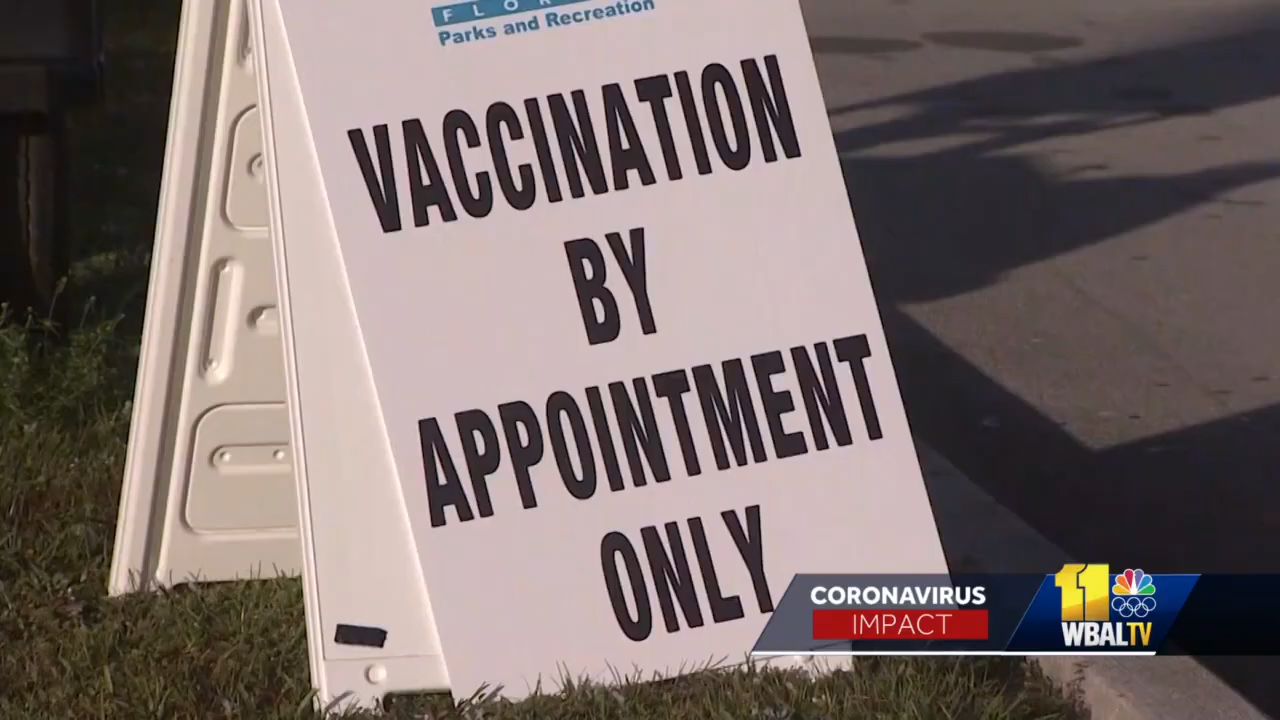 Parks and Recreation
VACCINATION
BY
APPOINTMENT
ONLY
CORONAVIRUS
IMPACT
11
WBALTV